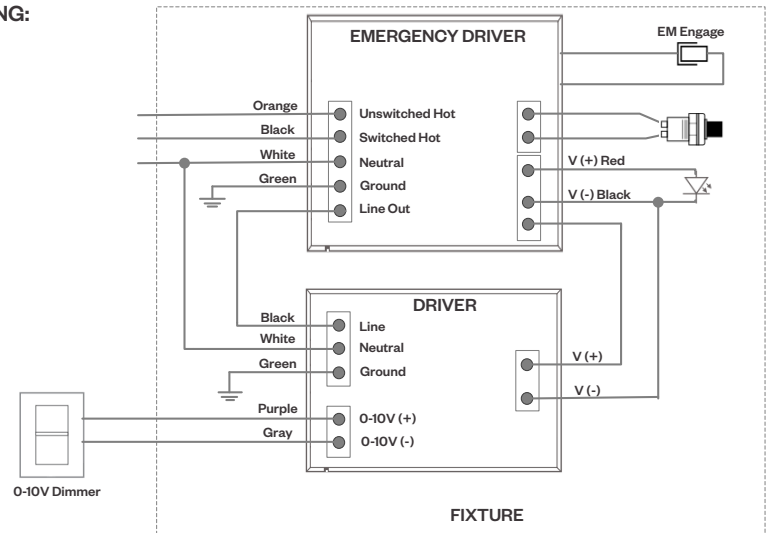 NG:
EMERGENCY DRIVER
EM Engage
Orange
Unswitched Hot
Black
Switched Hot
White
Neutral
V (+) Red
Green
Ground
V (-) Black
Line Out
DRIVER
Black
Line
White
Neutral
V (+)
Green
Ground
V (-)
Purple
0-10V (+)
Gray
0-10V (-)
0-10V Dimmer
FIXTURE